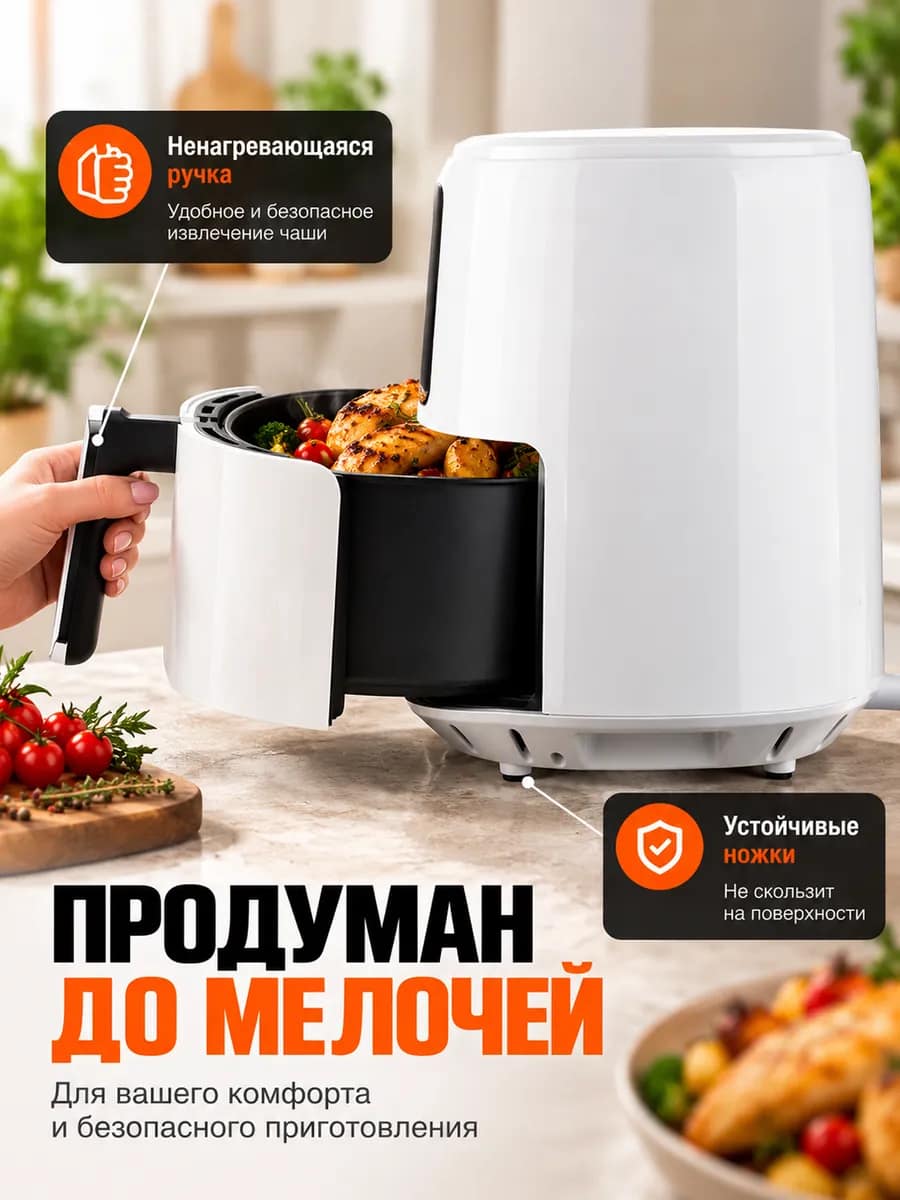 Ненагревающаяся
ручка
Удобное и безопасное
извлечение чаши
Устойчивые
ножки
Не скользит
на поверхности
ПРОДУМАН
ДО МЕЛОЧЕЙ
Для вашего комфорта
и безопасного приготовления